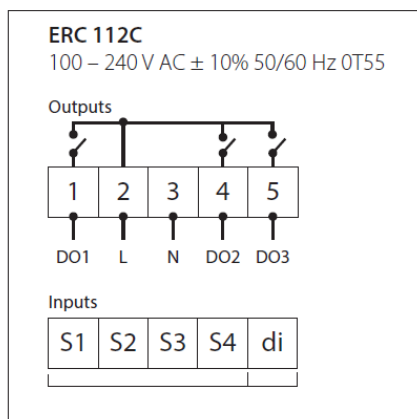 ERC 112C
100 – 240 V AC ± 10% 50/60 Hz 0T55
Outputs
1 2 3 4 5
DO1 L N DO2 DO3
Inputs
S1 S2 S3 S4 di